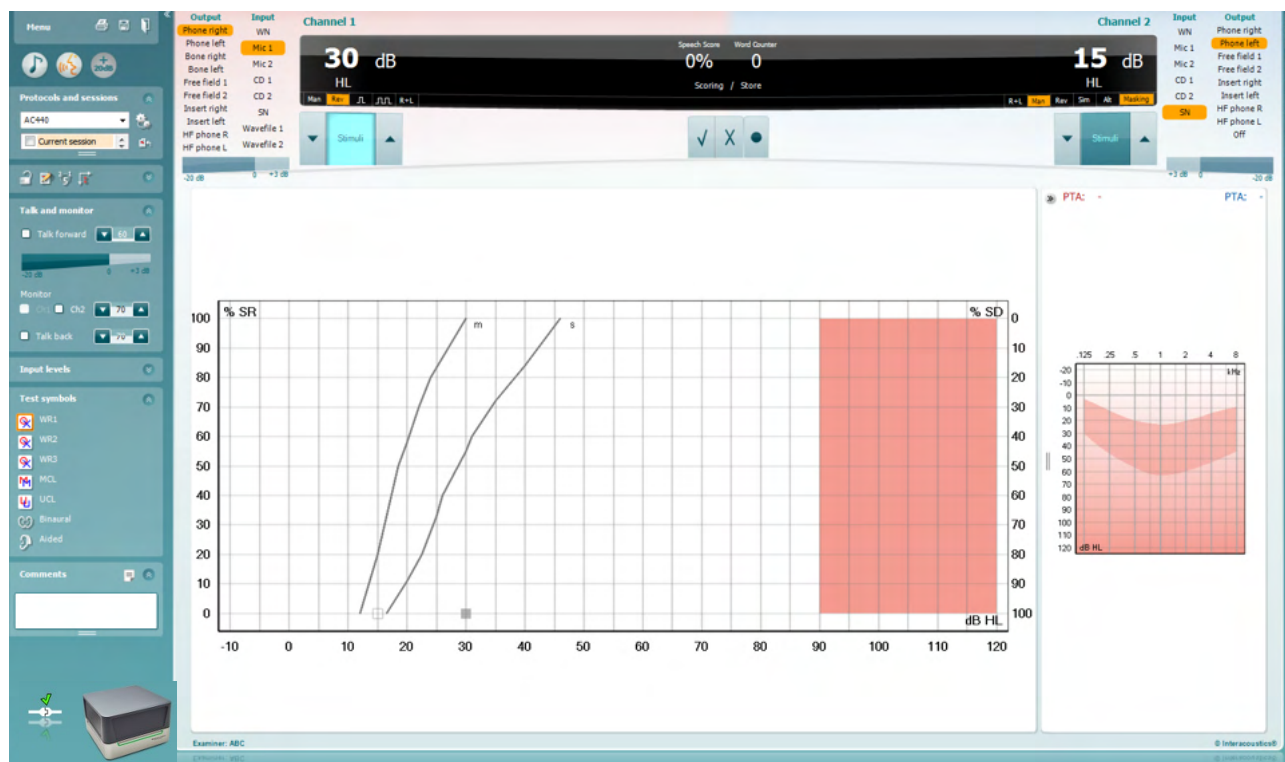 Menu
20dB
Protocols and sessions
AC440
Current session
Talk and monitor
Talk forward 60
-20 dB 0 +3 dB
Monitor
Ch1 Ch2 70
Talk back 70
Input levels
Test symbols
WR1
WR2
WR3
MCL
UCL
Binaural
Aided
Comments
Output Input
Phone right WN
Phone left Mic 1
Bone right Mic 2
Bone left CD 1
Free field 1 CD 2
Free field 2 SN
Insert right Wavefile 1
Insert left Wavefile 2
HF phone R
HF phone L
-20 dB 0 +3 dB
Channel 1
30 dB
HL
Man Rev R+L
Stimuli
Speech Score Word Counter
0% 0
Scoring / Store
Channel 2
15 dB
HL
R+L Man Rev Sim Alt Masking
Stimuli
Input Output
WN Phone right
Mic 1 Phone left
Mic 2 Free field 1
CD 1 Free field 2
CD 2 Insert right
SN Insert left
HF phone R
HF phone L
Off
+3 dB 0 -20 dB
PTA: - PTA: -
% SR % SD
m s
100 0
90 10
80 20
70 30
60 40
50 50
40 60
30 70
20 80
10 90
0 100
dB HL
-10 0 10 20 30 40 50 60 70 80 90 100 110 120
.125 .25 .5 1 2 4 8
kHz
-20
-10
0
10
20
30
40
50
60
70
80
90
100
110
120
dB HL
Examiner: ABC
© Interacoustics®